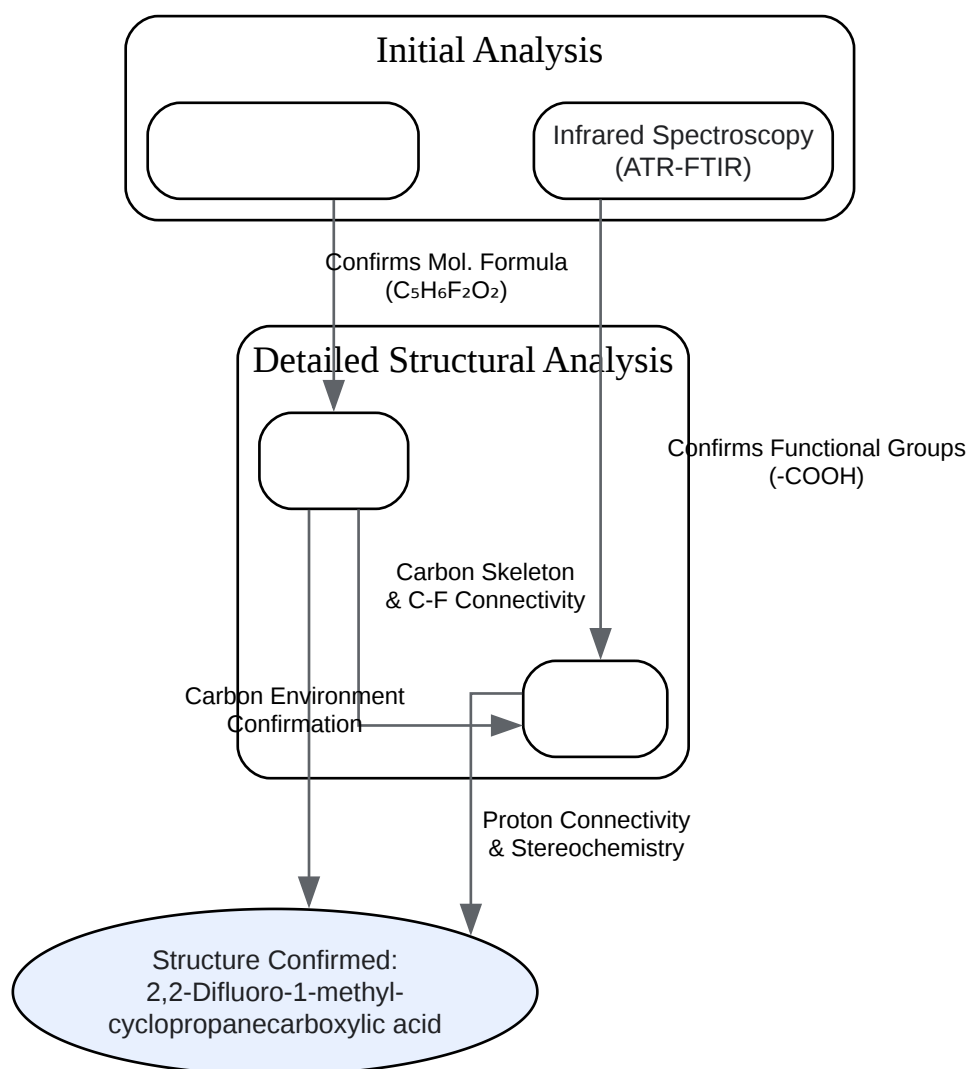 Initial Analysis
Infrared Spectroscopy
(ATR-FTIR)
Confirms Mol. Formula
(C₅H₆F₂O₂)
Detailed Structural Analysis
Confirms Functional Groups
(-COOH)
Carbon Skeleton
& C-F Connectivity
Carbon Environment
Confirmation
Proton Connectivity
& Stereochemistry
Structure Confirmed:
2,2-Difluoro-1-methyl-
cyclopropanecarboxylic acid